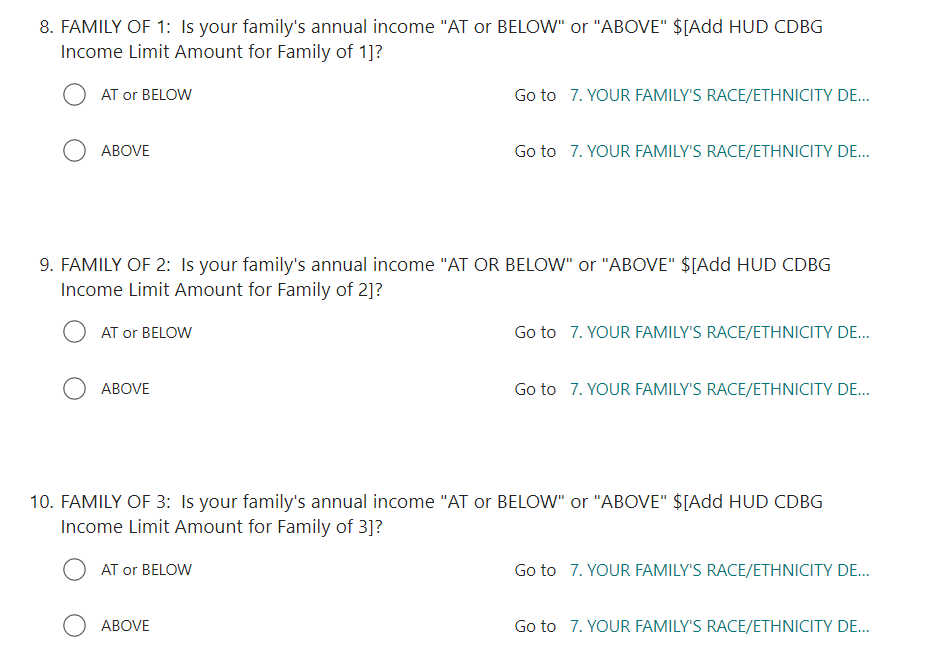 8. FAMILY OF 1:  Is your family's annual income "AT or BELOW" or "ABOVE" $[Add HUD CDBG
Income Limit Amount for Family of 1]?
AT or BELOW Go to 7. YOUR FAMILY'S RACE/ETHNICITY DE...
ABOVE Go to 7. YOUR FAMILY'S RACE/ETHNICITY DE...
9. FAMILY OF 2:  Is your family's annual income "AT OR BELOW" or "ABOVE" $[Add HUD CDBG
Income Limit Amount for Family of 2]?
AT or BELOW Go to 7. YOUR FAMILY'S RACE/ETHNICITY DE...
ABOVE Go to 7. YOUR FAMILY'S RACE/ETHNICITY DE...
10. FAMILY OF 3:  Is your family's annual income "AT or BELOW" or "ABOVE" $[Add HUD CDBG
Income Limit Amount for Family of 3]?
AT or BELOW Go to 7. YOUR FAMILY'S RACE/ETHNICITY DE...
ABOVE Go to 7. YOUR FAMILY'S RACE/ETHNICITY DE...